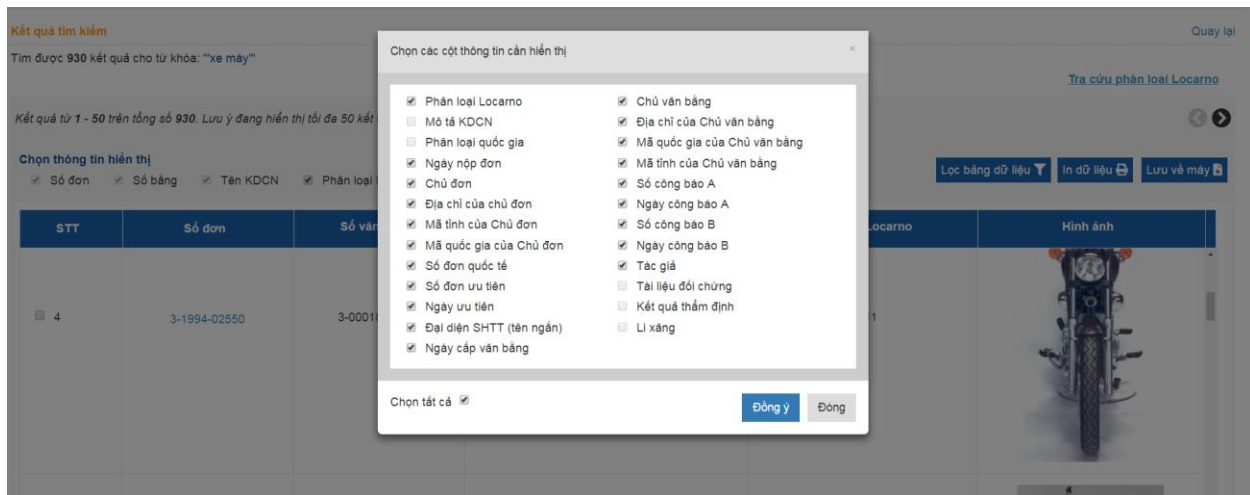 Kết quả tìm kiếm
Quay lại
Tìm được 930 kết quả cho từ khóa: "'xe máy'"
Tra cứu phân loại Locarno
Kết quả từ 1 - 50 trên tổng số 930. Lưu ý đang hiển thị tối đa 50 kết
Chọn thông tin hiển thị
Số đơn Số bằng Tên KDCN Phân loại
Lọc bảng dữ liệu In dữ liệu Lưu về máy
STT Số đơn Số văn Locarno Hình ảnh
4 3-1994-02550 3-0001
Chọn các cột thông tin cần hiển thị ×
Phân loại Locarno
Mô tả KDCN
Phân loại quốc gia
Ngày nộp đơn
Chủ đơn
Địa chỉ của chủ đơn
Mã tỉnh của Chủ đơn
Mã quốc gia của Chủ đơn
Số đơn quốc tế
Số đơn ưu tiên
Ngày ưu tiên
Đại diện SHTT (tên ngắn)
Ngày cấp văn bằng
Chủ văn bằng
Địa chỉ của Chủ văn bằng
Mã quốc gia của Chủ văn bằng
Mã tỉnh của Chủ văn bằng
Số công báo A
Ngày công báo A
Số công báo B
Ngày công báo B
Tác giả
Tài liệu đối chứng
Kết quả thẩm định
Li xăng
Chọn tất cả
Đồng ý Đóng